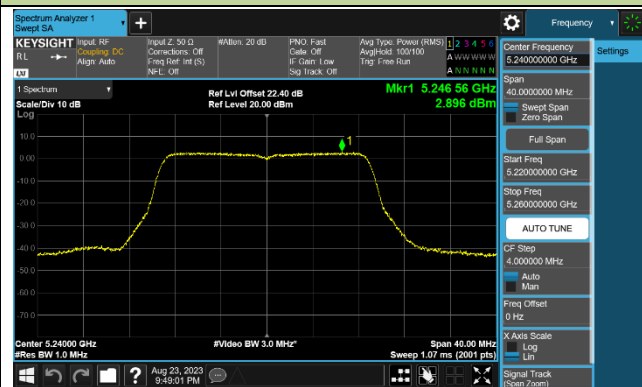 Spectrum Analyzer 1
Swept SA
+
Frequency
KEYSIGHT
RL
LXI
Input: RF
Coupling: DC
Align: Auto
Input Z: 50 Ω
Corrections: Off
Freq Ref: Int (S)
NFE: Off
#Atten: 20 dB
PNO: Fast
Gate: Off
IF Gain: Low
Sig Track: Off
Avg Type: Power (RMS)
Avg|Hold: 100/100
Trig: Free Run
1 2 3 4 5 6
A W W W W W
A N N N N N
1 Spectrum
Scale/Div 10 dB
Log
Ref Lvl Offset 22.40 dB
Ref Level 20.00 dBm
Mkr1 5.246 56 GHz
2.896 dBm
1
10.0
0.00
-10.0
-20.0
-30.0
-40.0
-50.0
-60.0
-70.0
Center 5.24000 GHz
#Res BW 1.0 MHz
#Video BW 3.0 MHz*
Span 40.00 MHz
Sweep 1.07 ms (2001 pts)
Aug 23, 2023
9:49:01 PM
?
Center Frequency
5.240000000 GHz
Settings
Span
40.0000000 MHz
Swept Span
Zero Span
Full Span
Start Freq
5.220000000 GHz
Stop Freq
5.260000000 GHz
AUTO TUNE
CF Step
4.000000 MHz
Auto
Man
Freq Offset
0 Hz
X Axis Scale
Log
Lin
Signal Track
(Span Zoom)